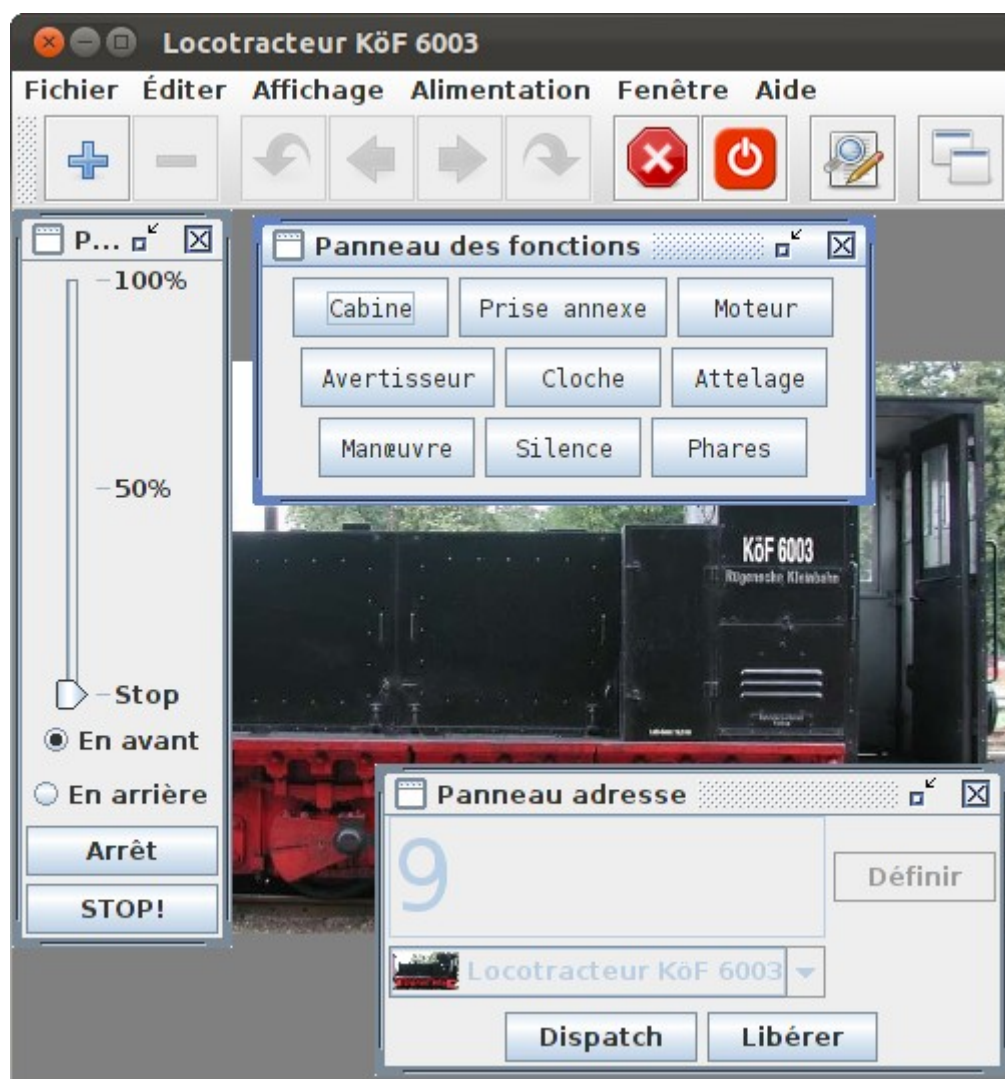 Locotracteur KöF 6003
Fichier Éditer Affichage Alimentation Fenêtre Aide
P...
100%
50%
Stop
En avant
En arrière
Arrêt
STOP!
Panneau des fonctions
Cabine Prise annexe Moteur
Avertisseur Cloche Attelage
Manœuvre Silence Phares
KöF 6003
Rügensche Kleinbahn
Panneau adresse
9
Définir
Locotracteur KöF 6003
Dispatch Libérer